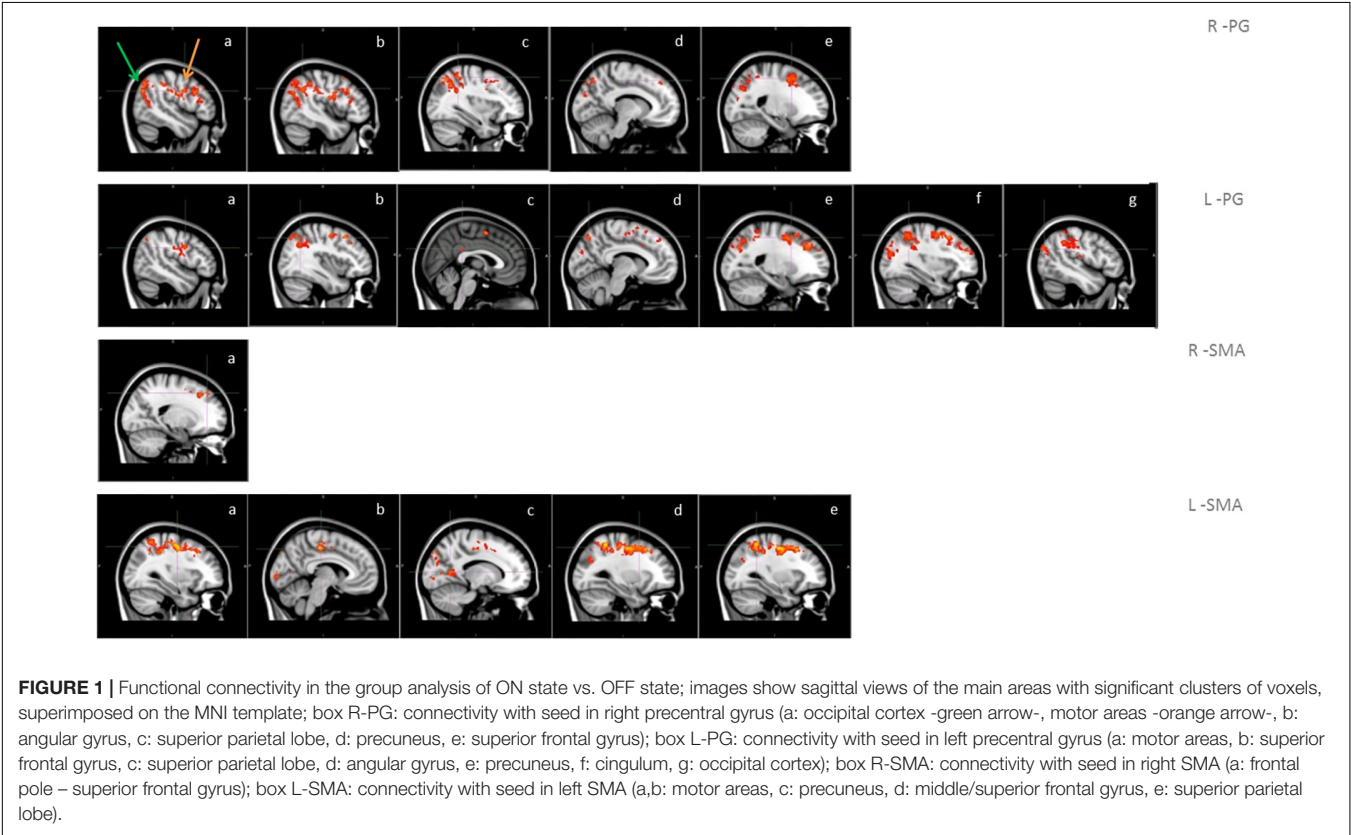 a b c d e R -PG
a b c d e f g L -PG
a R -SMA
a b c d e L -SMA
FIGURE 1 | Functional connectivity in the group analysis of ON state vs. OFF state; images show sagittal views of the main areas with significant clusters of voxels,
superimposed on the MNI template; box R-PG: connectivity with seed in right precentral gyrus (a: occipital cortex -green arrow-, motor areas -orange arrow-, b:
angular gyrus, c: superior parietal lobe, d: precuneus, e: superior frontal gyrus); box L-PG: connectivity with seed in left precentral gyrus (a: motor areas, b: superior
frontal gyrus, c: superior parietal lobe, d: angular gyrus, e: precuneus, f: cingulum, g: occipital cortex); box R-SMA: connectivity with seed in right SMA (a: frontal
pole – superior frontal gyrus); box L-SMA: connectivity with seed in left SMA (a,b: motor areas, c: precuneus, d: middle/superior frontal gyrus, e: superior parietal
lobe).